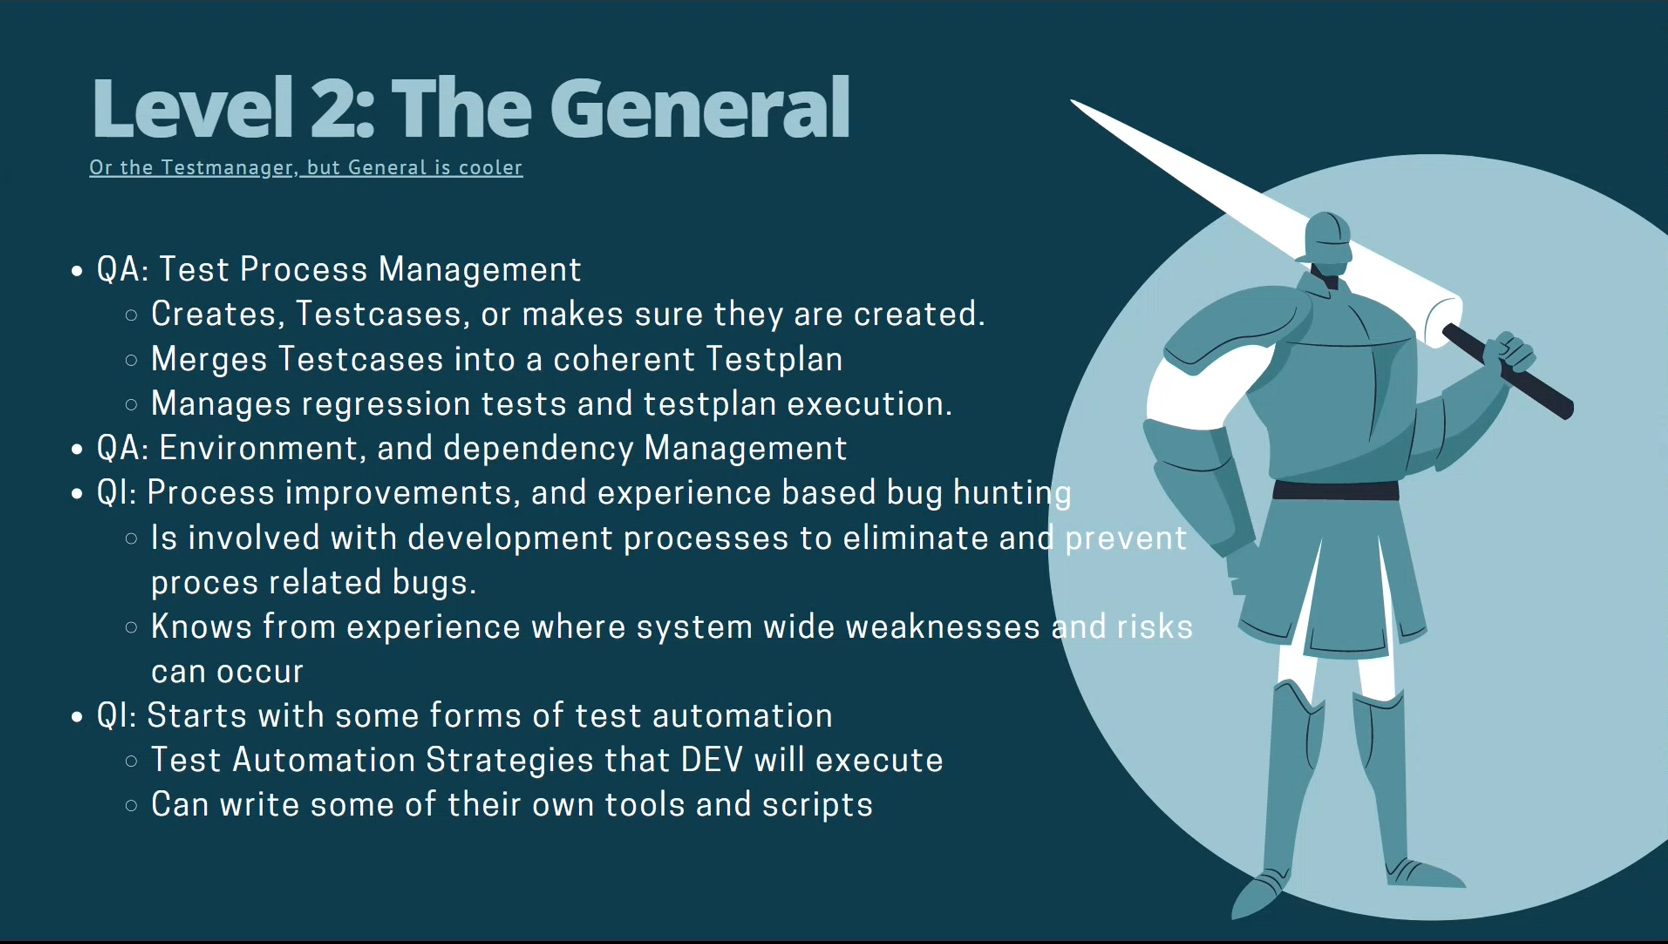 Level 2: The General
Or the Testmanager, but General is cooler
• QA: Test Process Management
○ Creates, Testcases, or makes sure they are created.
○ Merges Testcases into a coherent Testplan
○ Manages regression tests and testplan execution.
• QA: Environment, and dependency Management
• QI: Process improvements, and experience based bug hunting
○ Is involved with development processes to eliminate and prevent
proces related bugs.
○ Knows from experience where system wide weaknesses and risks
can occur
• QI: Starts with some forms of test automation
○ Test Automation Strategies that DEV will execute
○ Can write some of their own tools and scripts